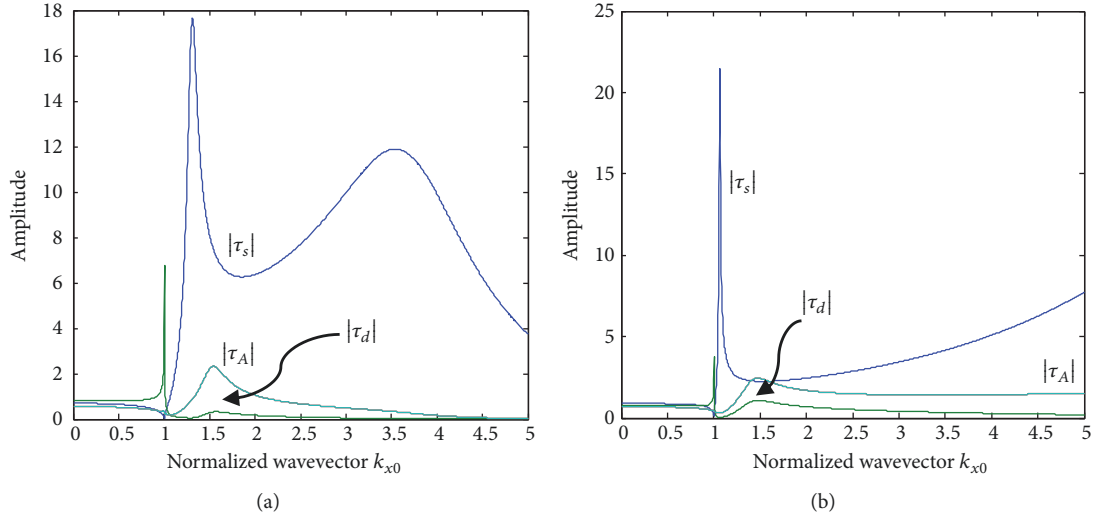 18
16
14
12
10
8
6
4
2
0
Amplitude
|τs|
|τA|
|τd|
0 0.5 1 1.5 2 2.5 3 3.5 4 4.5 5
Normalized wavevector kx0
(a)
25
20
15
10
5
0
Amplitude
|τs|
|τd|
|τA|
0 0.5 1 1.5 2 2.5 3 3.5 4 4.5 5
Normalized wavevector kx0
(b)